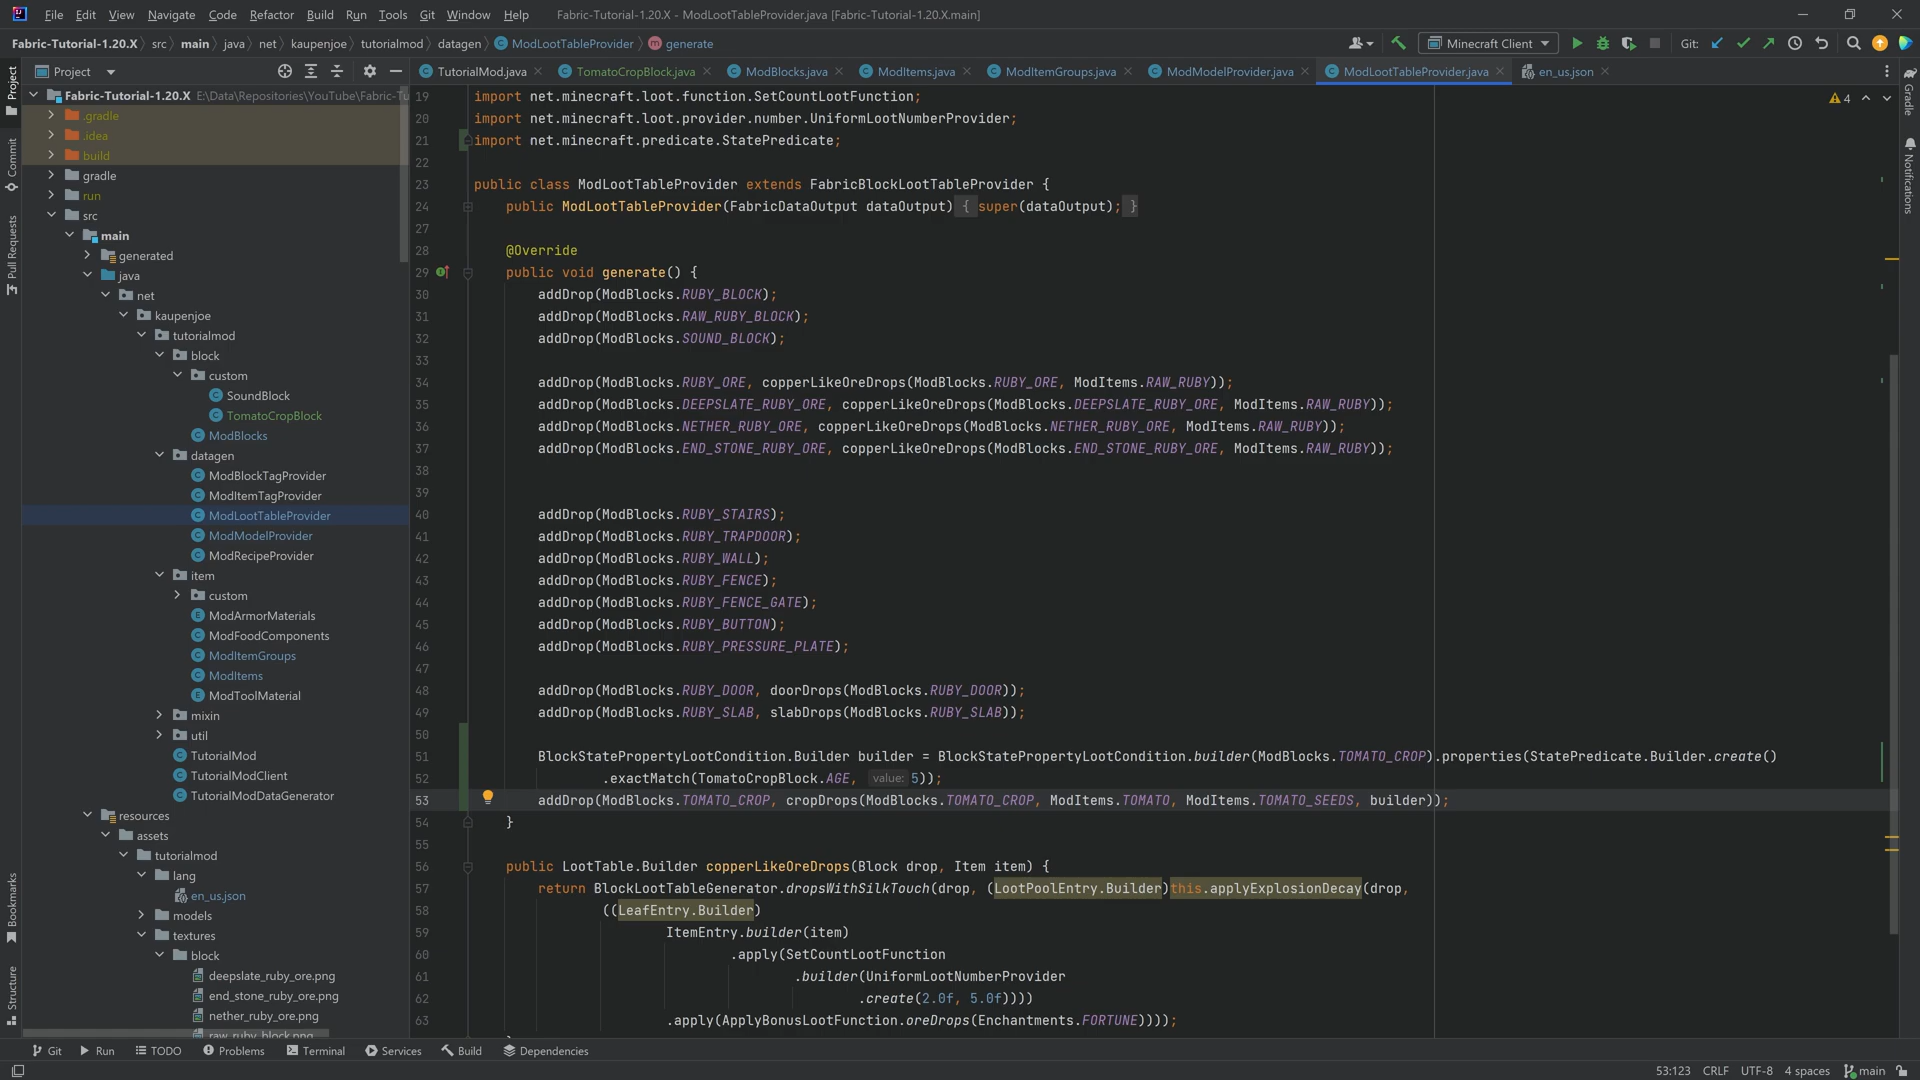 File Edit View Navigate Code Refactor Build Run Tools Git Window Help Fabric-Tutorial-1.20.X - ModLootTableProvider.java [Fabric-Tutorial-1.20.X.main]
Fabric-Tutorial-1.20.X src main java net kaupenjoe tutorialmod datagen ModLootTableProvider generate Minecraft Client Git:
Project TutorialMod.java TomatoCropBlock.java ModBlocks.java ModItems.java ModItemGroups.java ModModelProvider.java ModLootTableProvider.java en_us.json
Project
Commit
Pull Requests
Bookmarks
Structure
Gradle
Notifications
Fabric-Tutorial-1.20.X E:\Data\Repositories\YouTube\Fabric-Tu
.gradle
.idea
build
gradle
run
src
main
generated
java
net
kaupenjoe
tutorialmod
block
custom
SoundBlock
TomatoCropBlock
ModBlocks
datagen
ModBlockTagProvider
ModItemTagProvider
ModLootTableProvider
ModModelProvider
ModRecipeProvider
item
custom
ModArmorMaterials
ModFoodComponents
ModItemGroups
ModItems
ModToolMaterial
mixin
util
TutorialMod
TutorialModClient
TutorialModDataGenerator
resources
assets
tutorialmod
lang
en_us.json
models
textures
block
deepslate_ruby_ore.png
end_stone_ruby_ore.png
nether_ruby_ore.png
raw_ruby_block.png
4
19 import net.minecraft.loot.function.SetCountLootFunction;
20 import net.minecraft.loot.provider.number.UniformLootNumberProvider;
21 import net.minecraft.predicate.StatePredicate;
22
23 public class ModLootTableProvider extends FabricBlockLootTableProvider {
24 public ModLootTableProvider(FabricDataOutput dataOutput) { super(dataOutput); }
27
28 @Override
29 public void generate() {
30 addDrop(ModBlocks.RUBY_BLOCK);
31 addDrop(ModBlocks.RAW_RUBY_BLOCK);
32 addDrop(ModBlocks.SOUND_BLOCK);
33
34 addDrop(ModBlocks.RUBY_ORE, copperLikeOreDrops(ModBlocks.RUBY_ORE, ModItems.RAW_RUBY));
35 addDrop(ModBlocks.DEEPSLATE_RUBY_ORE, copperLikeOreDrops(ModBlocks.DEEPSLATE_RUBY_ORE, ModItems.RAW_RUBY));
36 addDrop(ModBlocks.NETHER_RUBY_ORE, copperLikeOreDrops(ModBlocks.NETHER_RUBY_ORE, ModItems.RAW_RUBY));
37 addDrop(ModBlocks.END_STONE_RUBY_ORE, copperLikeOreDrops(ModBlocks.END_STONE_RUBY_ORE, ModItems.RAW_RUBY));
38
39
40 addDrop(ModBlocks.RUBY_STAIRS);
41 addDrop(ModBlocks.RUBY_TRAPDOOR);
42 addDrop(ModBlocks.RUBY_WALL);
43 addDrop(ModBlocks.RUBY_FENCE);
44 addDrop(ModBlocks.RUBY_FENCE_GATE);
45 addDrop(ModBlocks.RUBY_BUTTON);
46 addDrop(ModBlocks.RUBY_PRESSURE_PLATE);
47
48 addDrop(ModBlocks.RUBY_DOOR, doorDrops(ModBlocks.RUBY_DOOR));
49 addDrop(ModBlocks.RUBY_SLAB, slabDrops(ModBlocks.RUBY_SLAB));
50
51 BlockStatePropertyLootCondition.Builder builder = BlockStatePropertyLootCondition.builder(ModBlocks.TOMATO_CROP).properties(StatePredicate.Builder.create()
52 .exactMatch(TomatoCropBlock.AGE, value: 5));
53 addDrop(ModBlocks.TOMATO_CROP, cropDrops(ModBlocks.TOMATO_CROP, ModItems.TOMATO, ModItems.TOMATO_SEEDS, builder));
54 }
55
56 public LootTable.Builder copperLikeOreDrops(Block drop, Item item) {
57 return BlockLootTableGenerator.dropsWithSilkTouch(drop, (LootPoolEntry.Builder)this.applyExplosionDecay(drop,
58 ((LeafEntry.Builder)
59 ItemEntry.builder(item)
60 .apply(SetCountLootFunction
61 .builder(UniformLootNumberProvider
62 .create(2.0f, 5.0f))))
63 .apply(ApplyBonusLootFunction.oreDrops(Enchantments.FORTUNE))));
Git Run TODO Problems Terminal Services Build Dependencies
53:123 CRLF UTF-8 4 spaces main